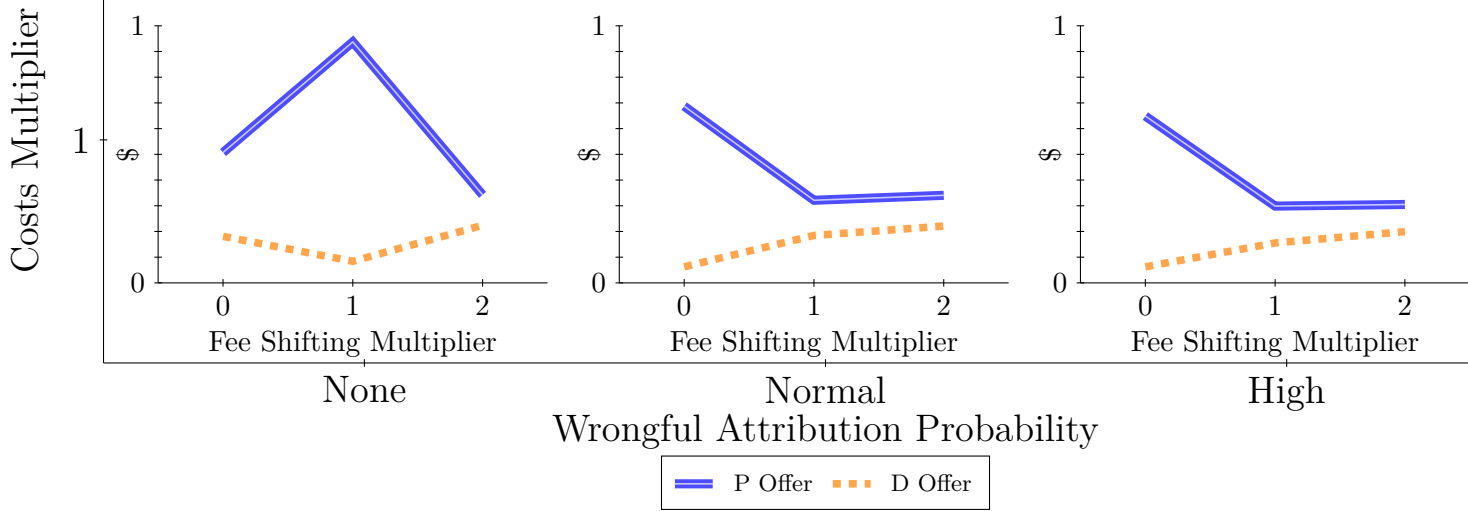 Costs Multiplier
1
1
$
0
0 1 2
Fee Shifting Multiplier
1
$
0
0 1 2
Fee Shifting Multiplier
1
$
0
0 1 2
Fee Shifting Multiplier
None Normal High
Wrongful Attribution Probability
P Offer D Offer